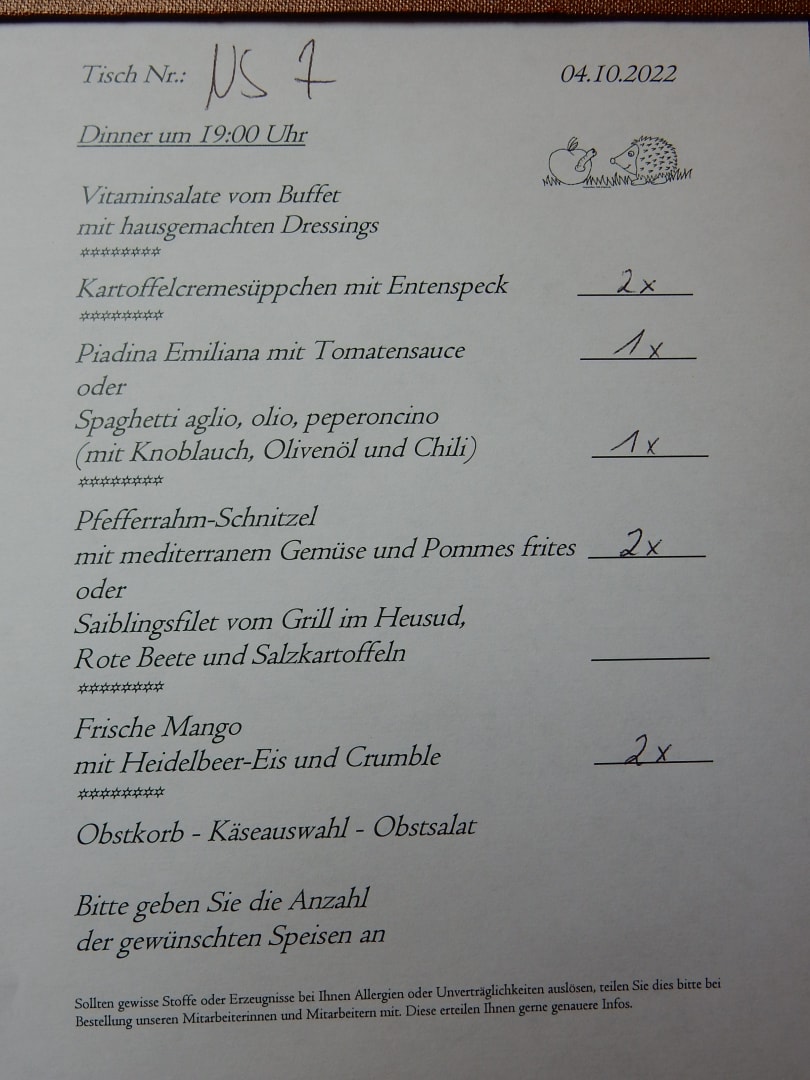 Tisch Nr.: NS 7 04.10.2022
Dinner um 19:00 Uhr
Vitaminsalate vom Buffet
mit hausgemachten Dressings
********
Kartoffelcremesüppchen mit Entenspeck 2x
********
Piadina Emiliana mit Tomatensauce 1x
oder
Spaghetti aglio, olio, peperoncino
(mit Knoblauch, Olivenöl und Chili) 1x
********
Pfefferrahm-Schnitzel
mit mediterranem Gemüse und Pommes frites 2x
oder
Saiblingsfilet vom Grill im Heusud,
Rote Beete und Salzkartoffeln
********
Frische Mango
mit Heidelbeer-Eis und Crumble 2x
********
Obstkorb - Käseauswahl - Obstsalat
Bitte geben Sie die Anzahl
der gewünschten Speisen an
Sollten gewisse Stoffe oder Erzeugnisse bei Ihnen Allergien oder Unverträglichkeiten auslösen, teilen Sie dies bitte bei
Bestellung unseren Mitarbeiterinnen und Mitarbeitern mit. Diese erteilen Ihnen gerne genauere Infos.